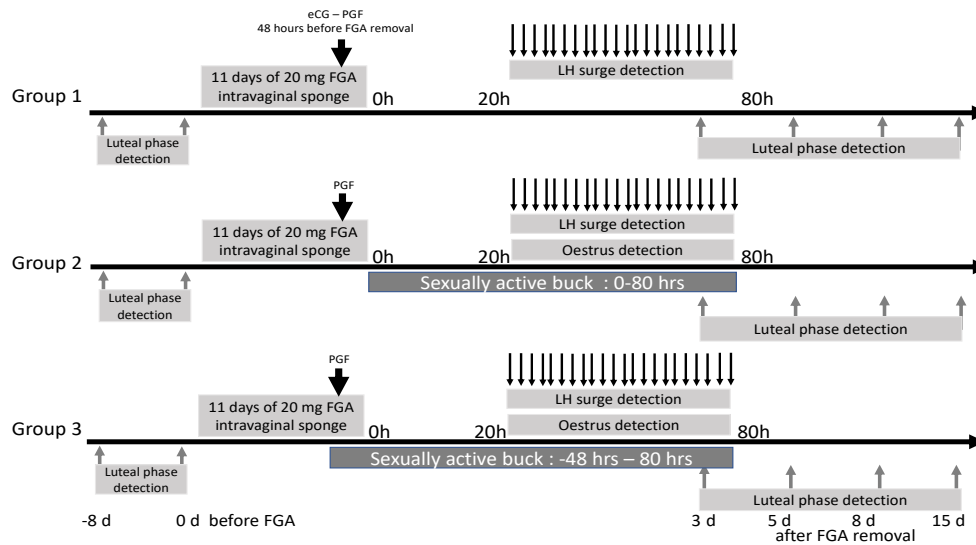 eCG – PGF
48 hours before FGA removal
11 days of 20 mg FGA
intravaginal sponge
LH surge detection
Group 1
0h
20h
80h
Luteal phase
detection
Luteal phase detection
PGF
11 days of 20 mg FGA
intravaginal sponge
LH surge detection
Oestrus detection
Group 2
0h
20h
80h
Sexually active buck : 0-80 hrs
Luteal phase
detection
Luteal phase detection
PGF
11 days of 20 mg FGA
intravaginal sponge
LH surge detection
Oestrus detection
Group 3
0h
20h
80h
Sexually active buck : -48 hrs – 80 hrs
Luteal phase
detection
Luteal phase detection
-8 d 0 d before FGA 3 d 5 d 8 d 15 d
after FGA removal